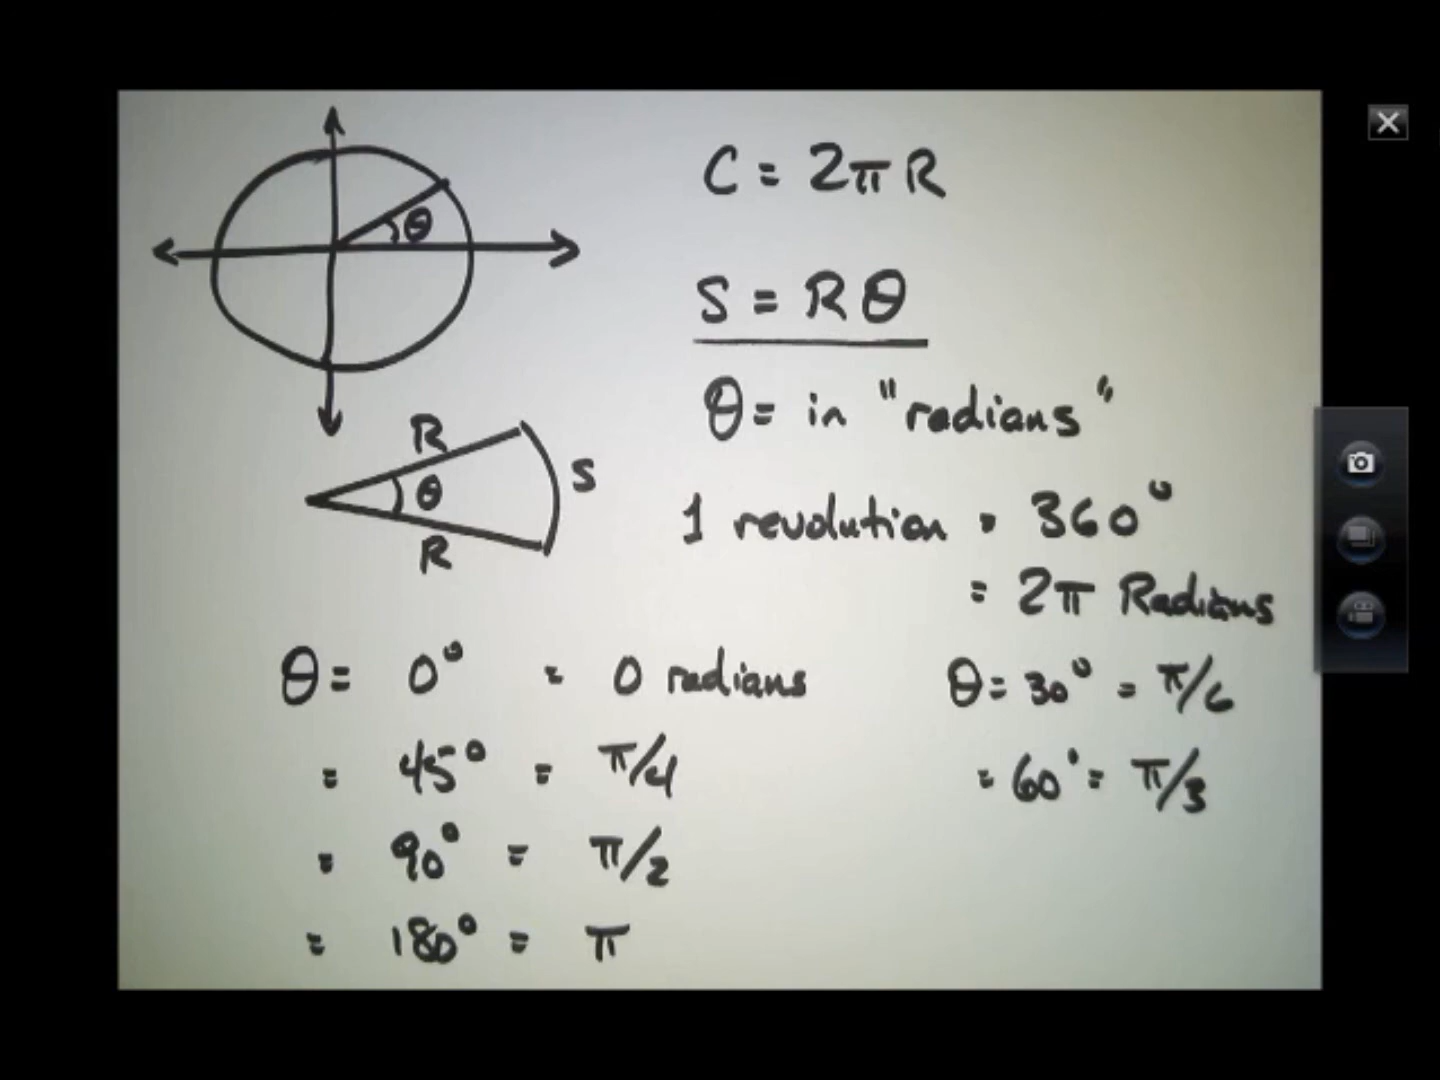 θ
C = 2π R
S = R θ
θ = in "radians"
R
θ
S
R
1 revolution = 360°
= 2π Radians
θ = 0° = 0 radians
= 45° = π/4
= 90° = π/2
= 180° = π
θ = 30° = π/6
= 60° = π/3